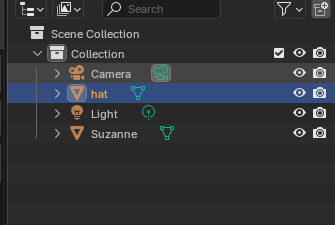 Search
Scene Collection
Collection
Camera
hat
Light
Suzanne